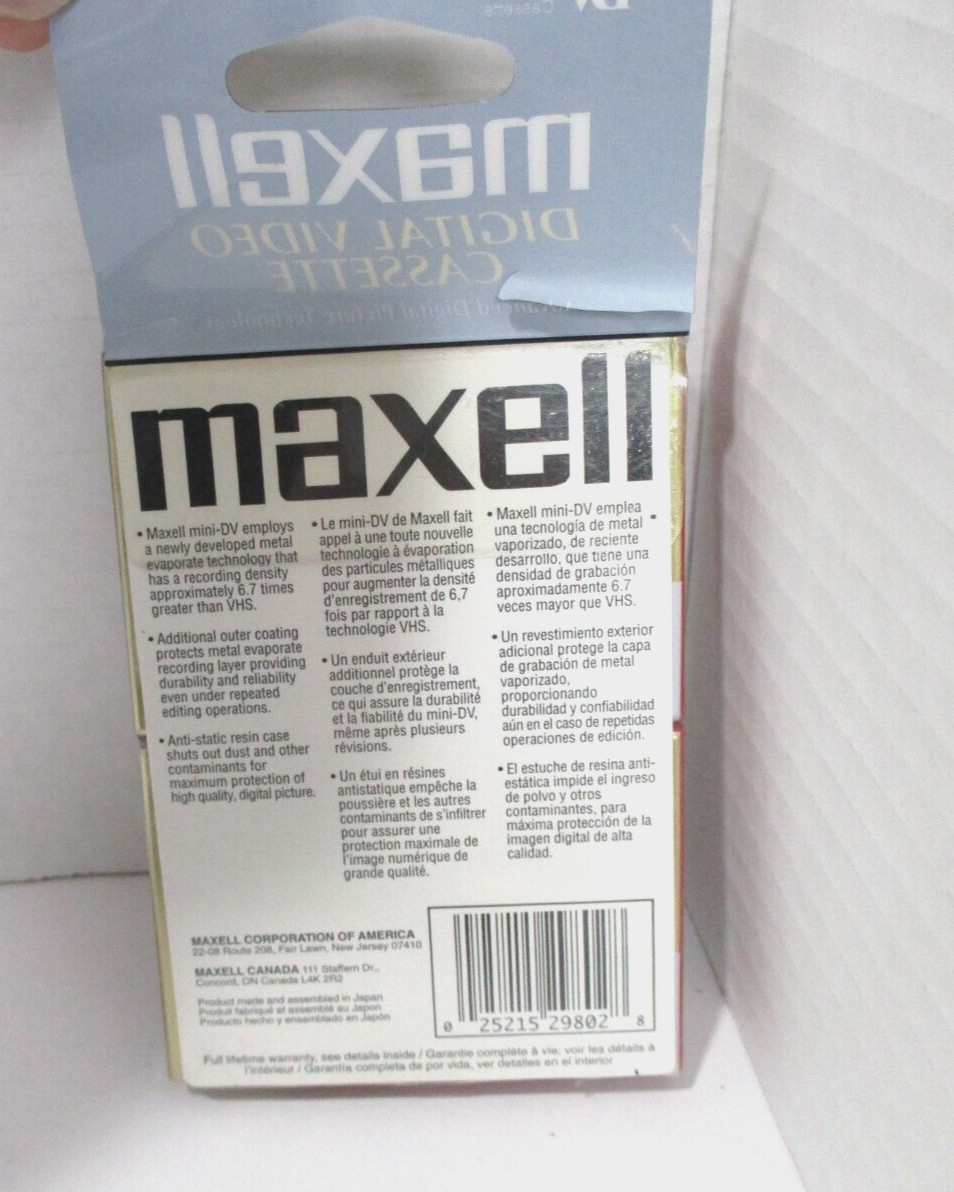 DV
Cassette
maxell
DIGITAL VIDEO
CASSETTE
Advanced Digital Picture Technology
maxell
• Maxell mini-DV employs
a newly developed metal
evaporate technology that
has a recording density
approximately 6.7 times
greater than VHS.
• Additional outer coating
protects metal evaporate
recording layer providing
durability and reliability
even under repeated
editing operations.
• Anti-static resin case
shuts out dust and other
contaminants for
maximum protection of
high quality, digital picture.
• Le mini-DV de Maxell fait
appel à une toute nouvelle
technologie à évaporation
des particules métalliques
pour augmenter la densité
d'enregistrement de 6,7
fois par rapport à la
technologie VHS.
• Un enduit extérieur
additionnel protège la
couche d'enregistrement,
ce qui assure la durabilité
et la fiabilité du mini-DV,
même après plusieurs
révisions.
• Un étui en résines
antistatique empêche la
poussière et les autres
contaminants de s'infiltrer
pour assurer une
protection maximale de
l'image numérique de
grande qualité.
• Maxell mini-DV emplea
una tecnología de metal
vaporizado, de reciente
desarrollo, que tiene una
densidad de grabación
aproximadamente 6.7
veces mayor que VHS.
• Un revestimiento exterior
adicional protege la capa
de grabación de metal
vaporizado,
proporcionando
durabilidad y confiabilidad
aún en el caso de repetidas
operaciones de edición.
• El estuche de resina anti-
estática impide el ingreso
de polvo y otros
contaminantes, para
máxima protección de la
imagen digital de alta
calidad.
MAXELL CORPORATION OF AMERICA
22-08 Route 208, Fair Lawn, New Jersey 07410
MAXELL CANADA 111 Staffern Dr.,
Concord, ON Canada L4K 2R2
Product made and assembled in Japan
Produit fabriqué et assemblé au Japon
Producto hecho y ensamblado en Japón
0 25215 29802 8
Full lifetime warranty, see details inside / Garantie complète à vie, voir les détails à
l'intérieur / Garantía completa de por vida, ver detalles en el interior